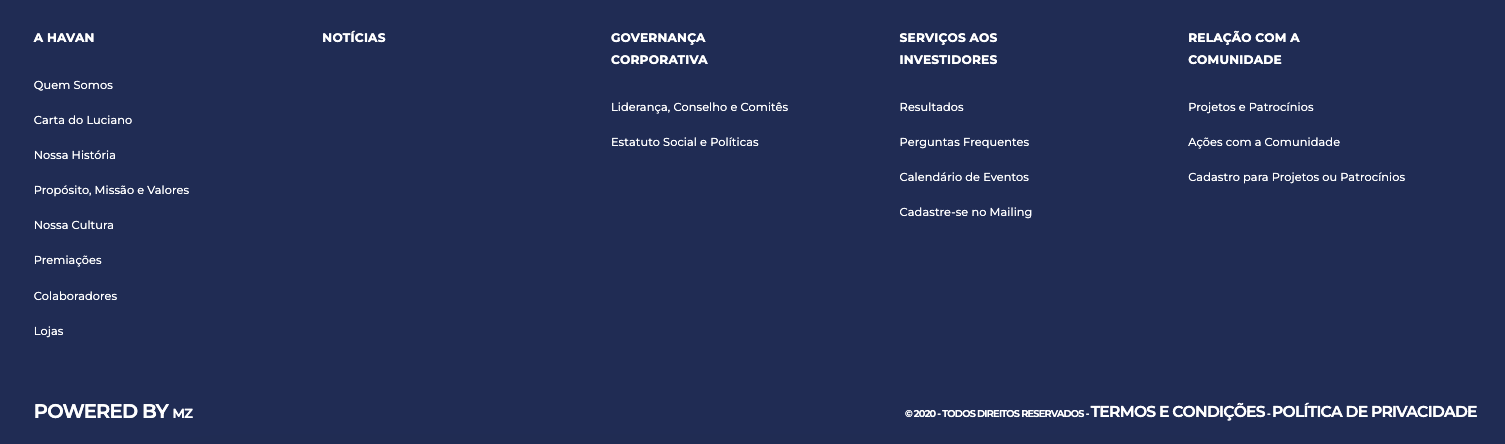 A HAVAN
Quem Somos
Carta do Luciano
Nossa História
Propósito, Missão e Valores
Nossa Cultura
Premiações
Colaboradores
Lojas
NOTÍCIAS
GOVERNANÇA
CORPORATIVA
Liderança, Conselho e Comitês
Estatuto Social e Políticas
SERVIÇOS AOS
INVESTIDORES
Resultados
Perguntas Frequentes
Calendário de Eventos
Cadastre-se no Mailing
RELAÇÃO COM A
COMUNIDADE
Projetos e Patrocínios
Ações com a Comunidade
Cadastro para Projetos ou Patrocínios
POWERED BY MZ
© 2020 - TODOS DIREITOS RESERVADOS - TERMOS E CONDIÇÕES - POLÍTICA DE PRIVACIDADE